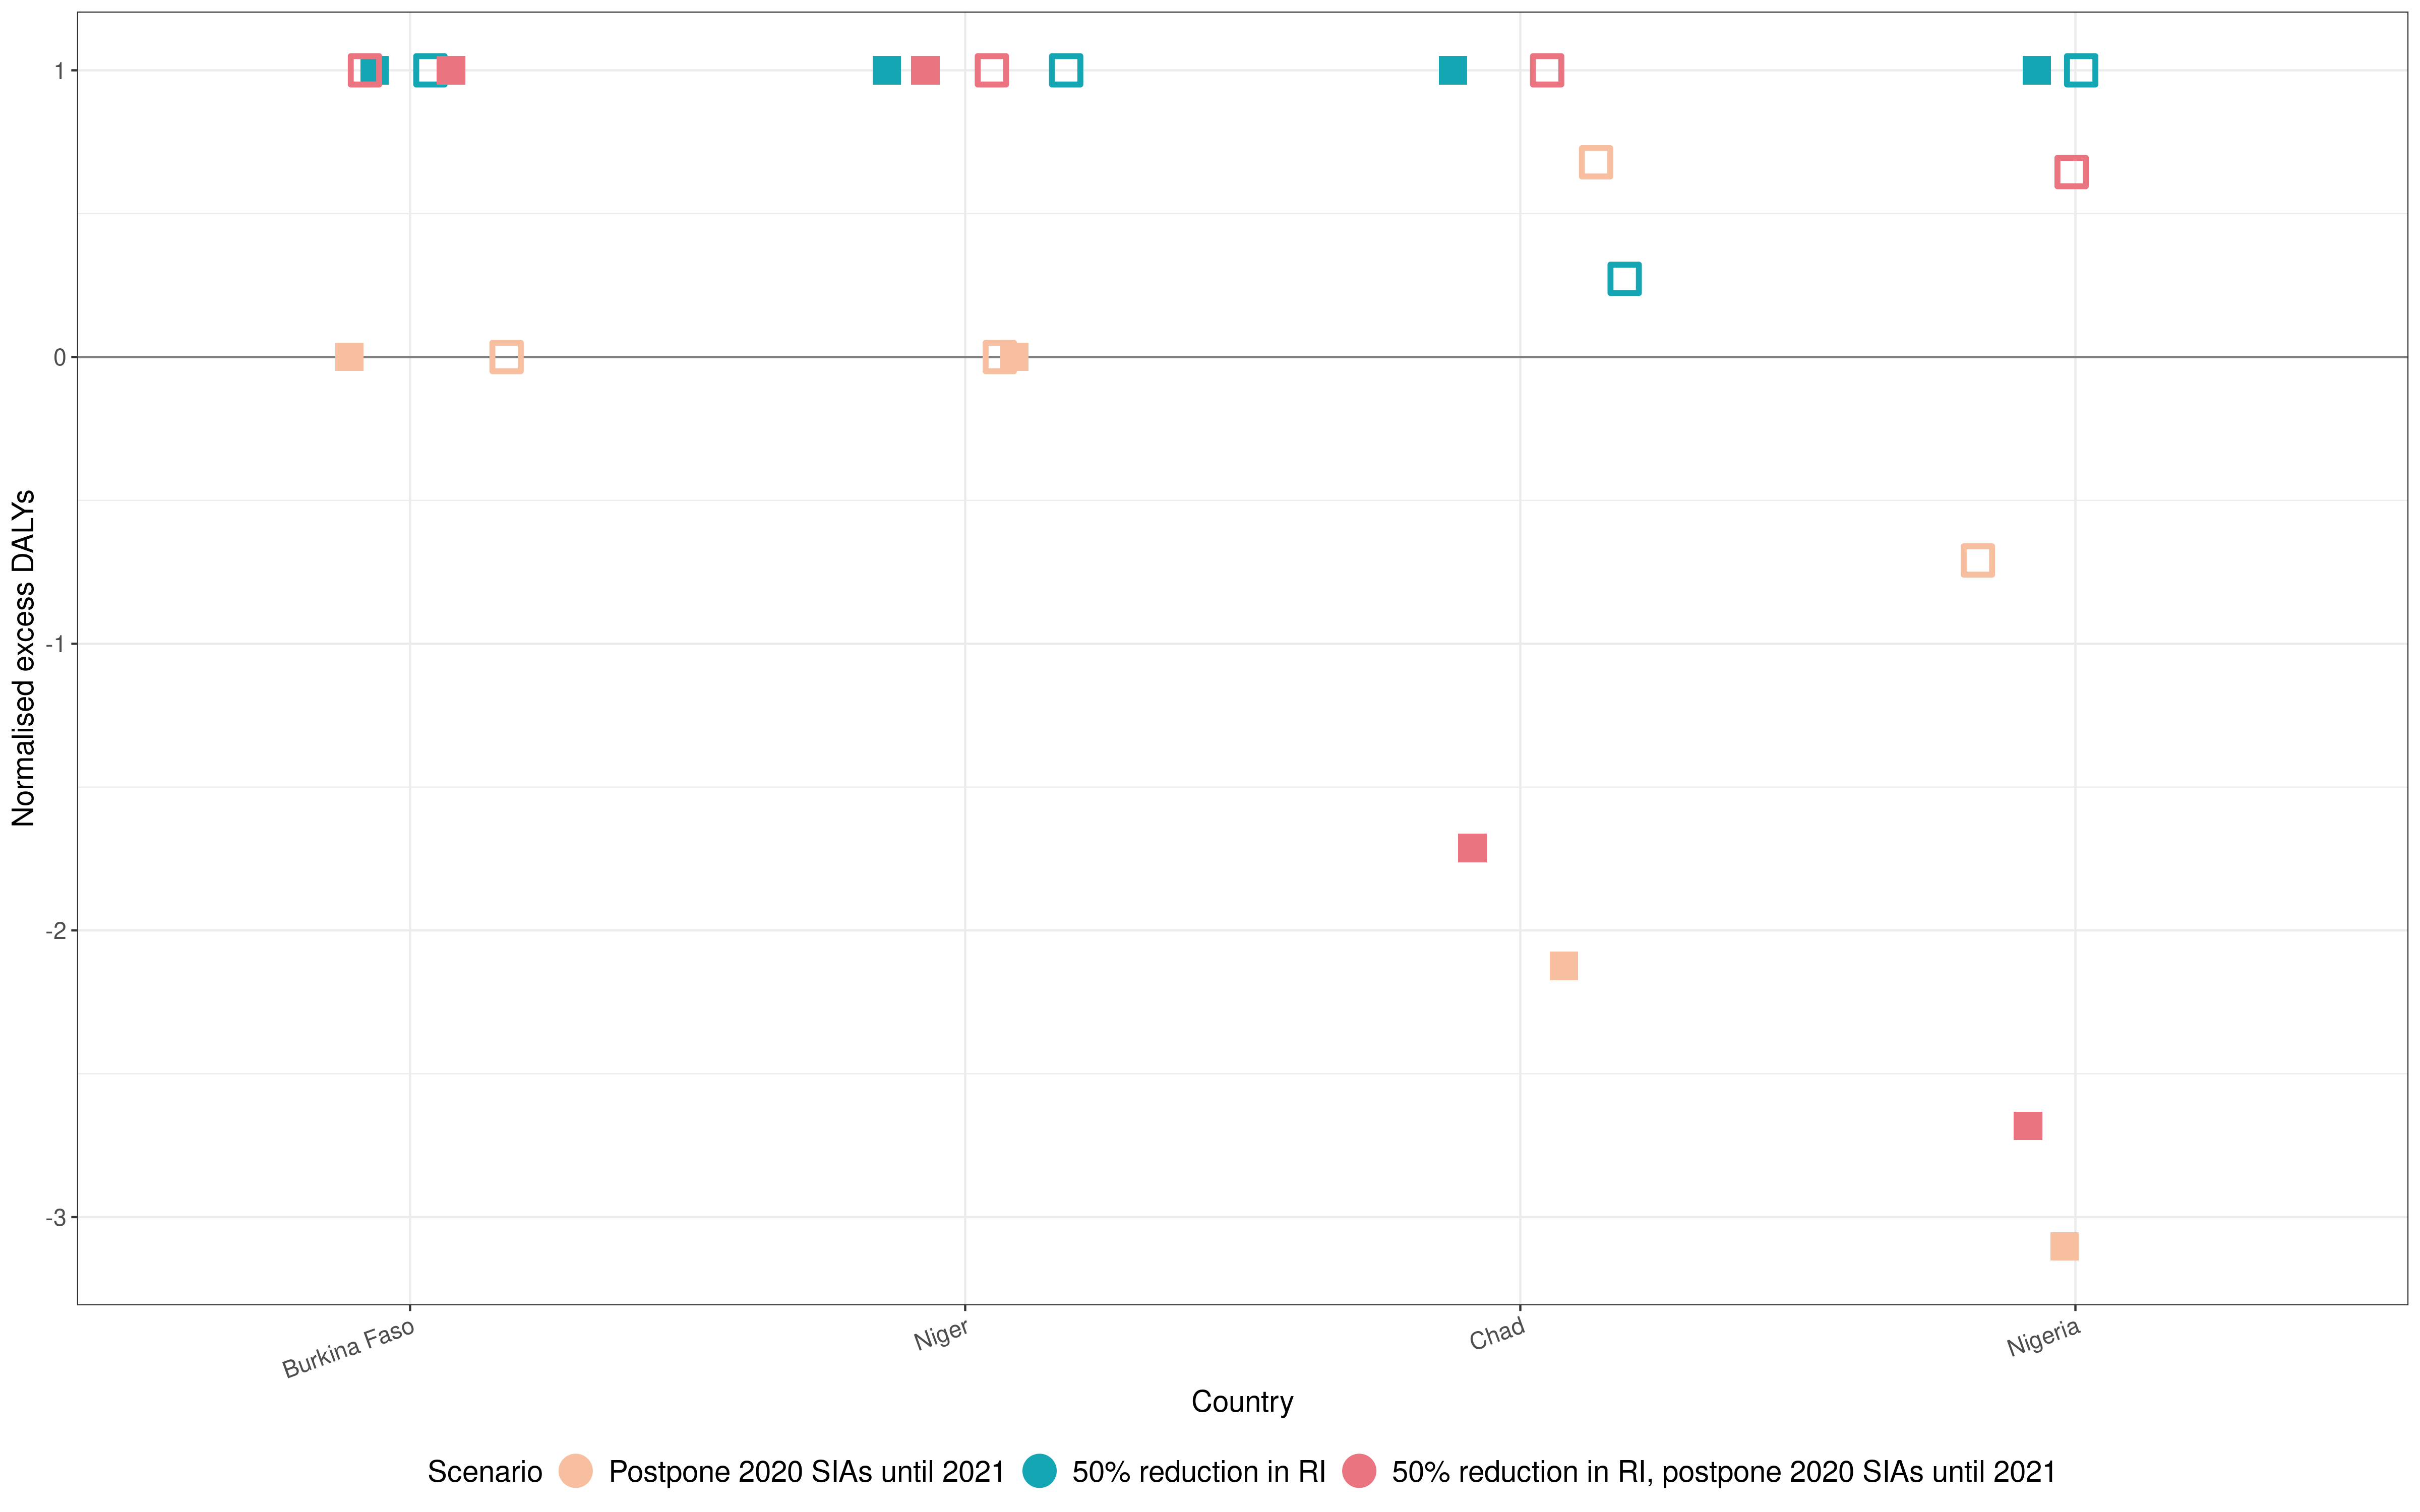 Normalised excess DALYs
1
0
-1
-2
-3
Burkina Faso
Niger
Chad
Nigeria
Country
Scenario Postpone 2020 SIAs until 2021 50% reduction in RI 50% reduction in RI, postpone 2020 SIAs until 2021